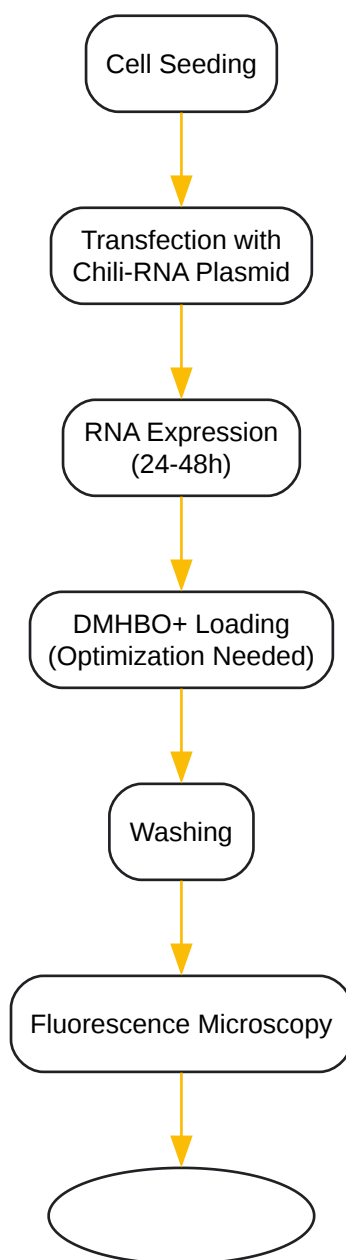 Cell Seeding
Transfection with
Chili-RNA Plasmid
RNA Expression
(24-48h)
DMHBO+ Loading
(Optimization Needed)
Washing
Fluorescence Microscopy